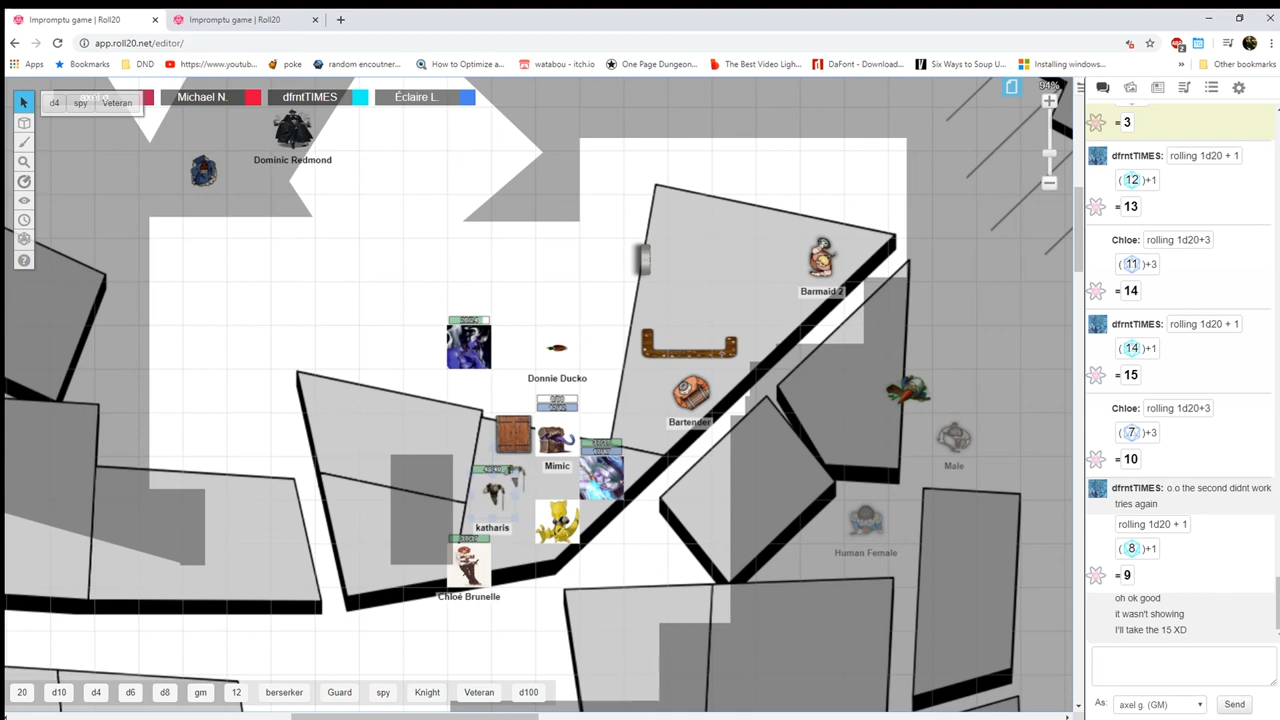 Impromptu game | Roll20
Impromptu game | Roll20
app.roll20.net/editor/
Apps
Bookmarks
DND
https://www.youtub...
poke
random encoutner...
How to Optimize a...
watabou - itch.io
One Page Dungeon...
The Best Video Ligh...
DaFont - Download...
Six Ways to Soup U...
Installing windows...
»
Other bookmarks
axel g.
Michael N.
dfrntTIMES
Éclaire L.
d4
spy
Veteran
94%
Dominic Redmond
Barmaid 2
Donnie Ducko
Bartender
Mimic
katharis
Chloé Brunelle
Male
Human Female
20
d10
d4
d6
d8
gm
12
berserker
Guard
spy
Knight
Veteran
d100
= 3
dfrntTIMES: rolling 1d20 + 1
(12)+1
= 13
Chloe: rolling 1d20+3
(11)+3
= 14
dfrntTIMES: rolling 1d20 + 1
(14)+1
= 15
Chloe: rolling 1d20+3
(7)+3
= 10
dfrntTIMES: o.o the second didnt work
tries again
rolling 1d20 + 1
(8)+1
= 9
oh ok good
it wasn't showing
I'll take the 15 XD
As: axel g. (GM)
Send